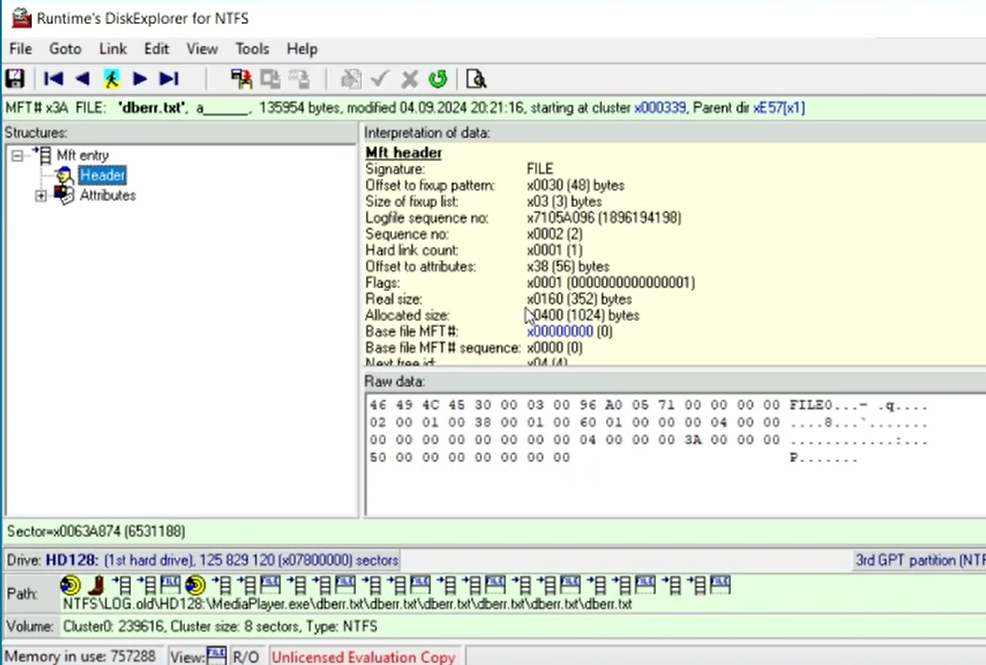 Runtime's DiskExplorer for NTFS
File Goto Link Edit View Tools Help
MFT# x3A FILE: 'dberr.txt', a______, 135954 bytes, modified 04.09.2024 20:21:16, starting at cluster x000339, Parent dir xE57[x1]
Structures:
Mft entry
Header
Attributes
Interpretation of data:
Mft header
Signature: FILE
Offset to fixup pattern: x0030 (48) bytes
Size of fixup list: x03 (3) bytes
Logfile sequence no: x7105A096 (1896194198)
Sequence no: x0002 (2)
Hard link count: x0001 (1)
Offset to attributes: x38 (56) bytes
Flags: x0001 (0000000000000001)
Real size: x0160 (352) bytes
Allocated size: x0400 (1024) bytes
Base file MFT#: x00000000 (0)
Base file MFT# sequence: x0000 (0)
Next free id: x04 (4)
Raw data:
46 49 4C 45 30 00 03 00 96 A0 05 71 00 00 00 00 FILE0...– .q....
02 00 01 00 38 00 01 00 60 01 00 00 00 04 00 00 ....8...`.......
00 00 00 00 00 00 00 00 04 00 00 00 3A 00 00 00 ............:...
50 00 00 00 00 00 00 00 P.......
Sector=x0063A874 (6531188)
Drive: HD128: (1st hard drive), 125 829 120 (x07800000) sectors
3rd GPT partition (NTF
Path:
NTFS\LOG.old\HD128:\MediaPlayer.exe\dberr.txt\dberr.txt\dberr.txt\dberr.txt\dberr.txt\dberr.txt
Volume: Cluster0: 239616, Cluster size: 8 sectors, Type: NTFS
Memory in use: 757288 View: FILE R/O Unlicensed Evaluation Copy